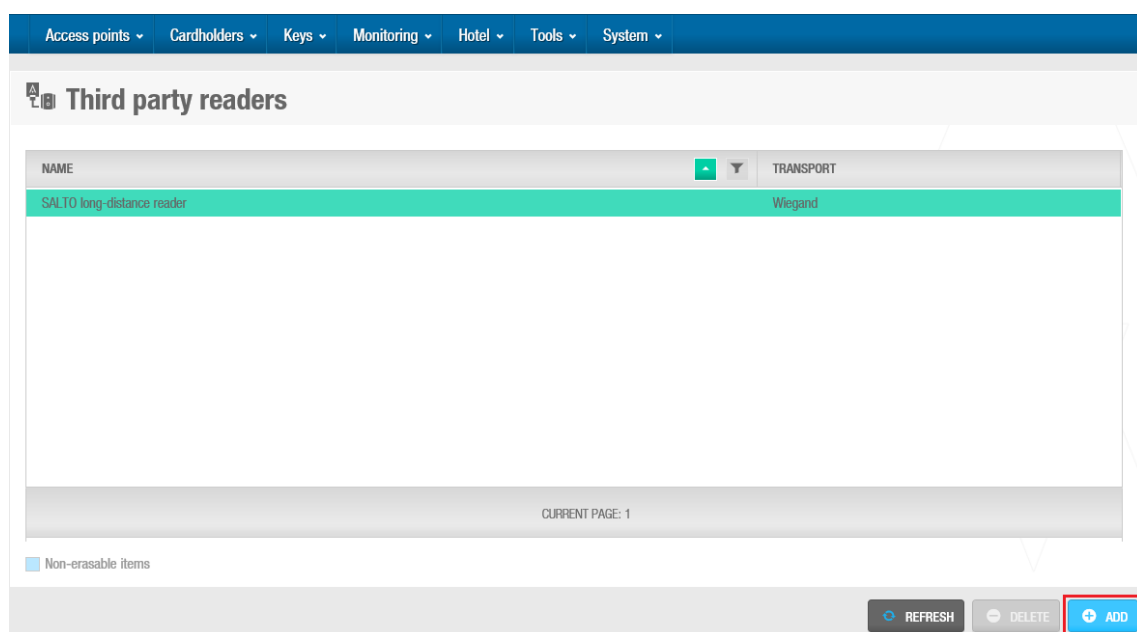 Access points Cardholders Keys Monitoring Hotel Tools System
Third party readers
NAME TRANSPORT
SALTO long-distance reader Wiegand
CURRENT PAGE: 1
Non-erasable items
REFRESH DELETE ADD